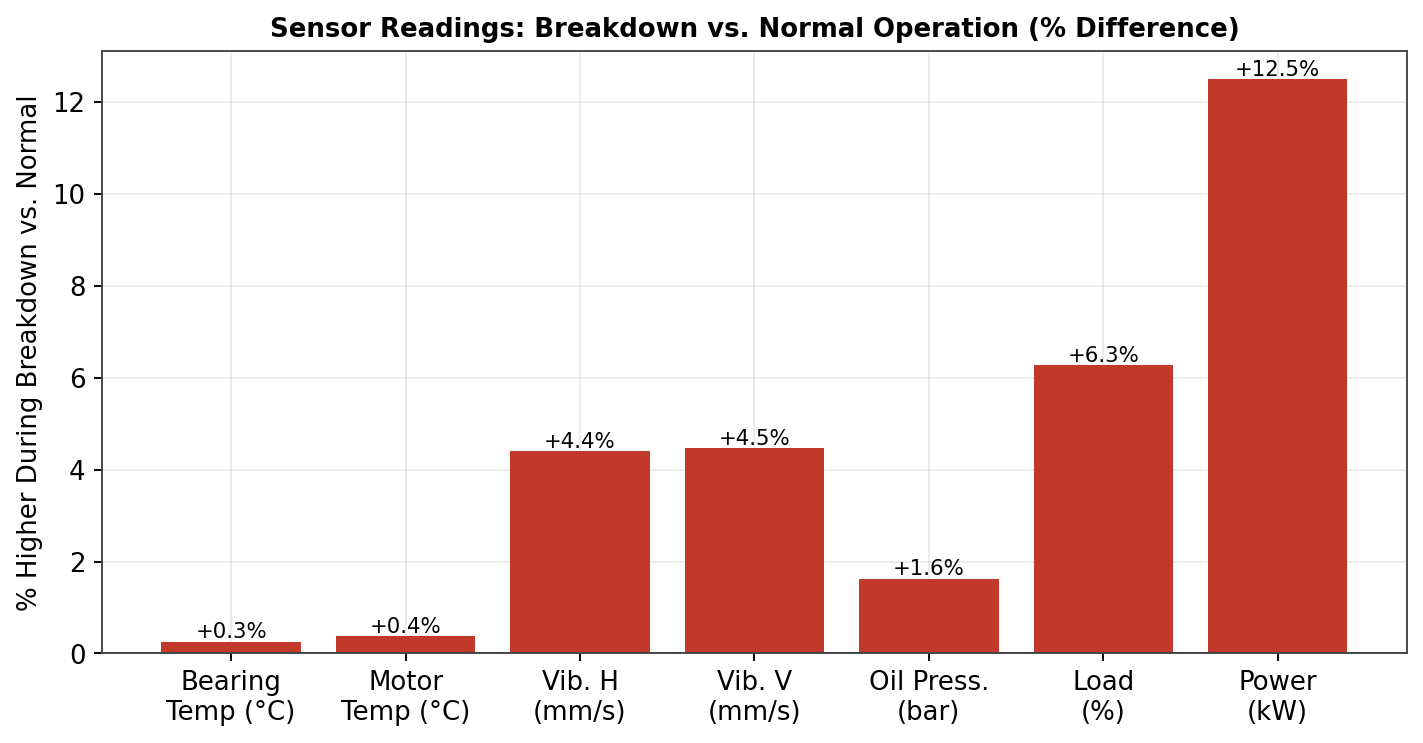 Sensor Readings: Breakdown vs. Normal Operation (% Difference)
% Higher During Breakdown vs. Normal
12
10
8
6
4
2
0
+0.3%
+0.4%
+4.4%
+4.5%
+1.6%
+6.3%
+12.5%
Bearing
Temp (°C)
Motor
Temp (°C)
Vib. H
(mm/s)
Vib. V
(mm/s)
Oil Press.
(bar)
Load
(%)
Power
(kW)